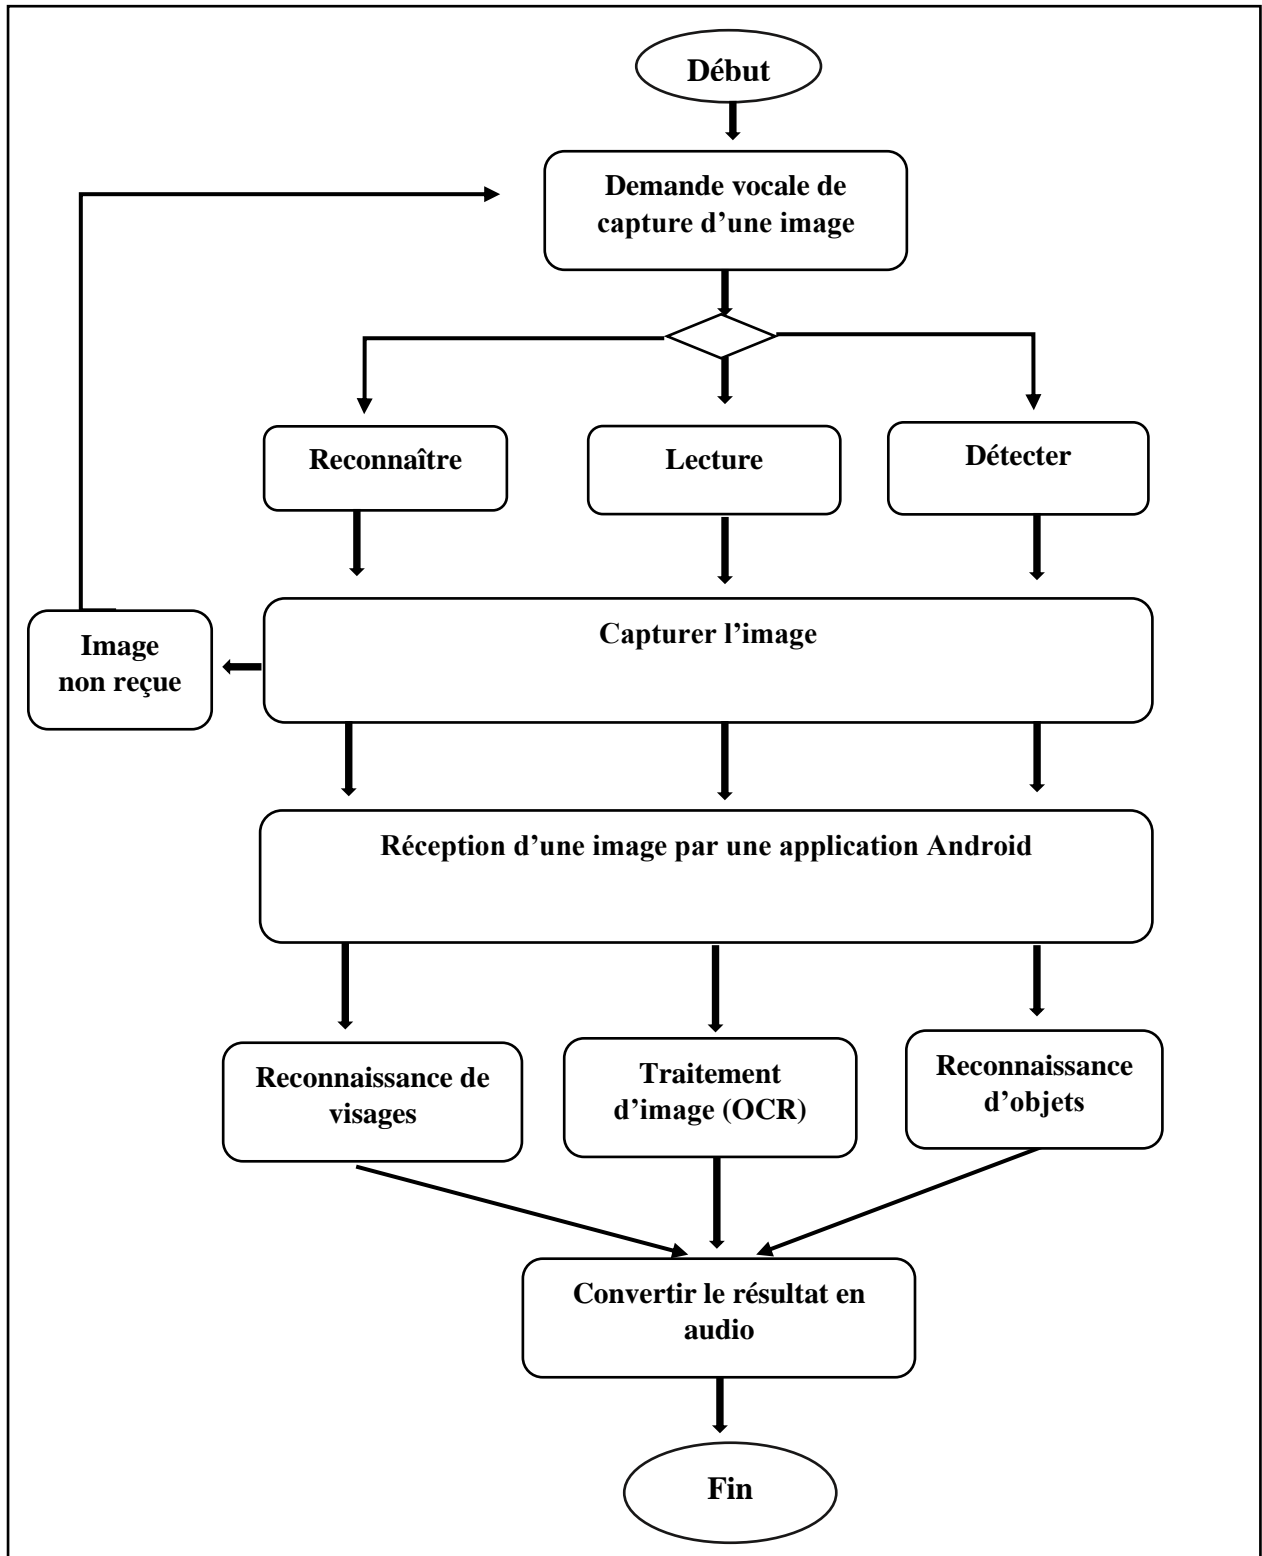 Début
Demande vocale de
capture d’une image
Reconnaître
Lecture
Détecter
Image
non reçue
Capturer l’image
Réception d’une image par une application Android
Reconnaissance de
visages
Traitement
d’image (OCR)
Reconnaissance
d’objets
Convertir le résultat en
audio
Fin